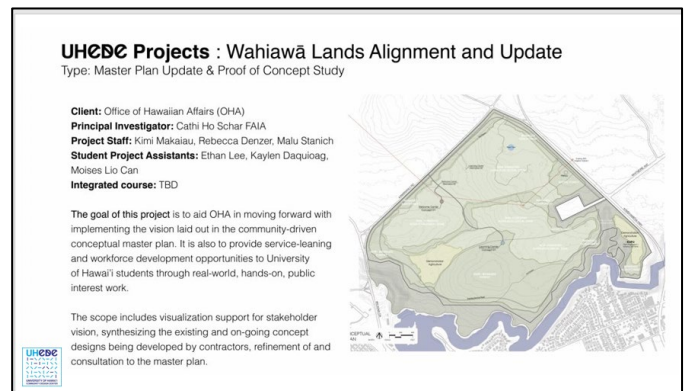 UHCDC Projects : Wahiawā Lands Alignment and Update
Type: Master Plan Update & Proof of Concept Study
Client: Office of Hawaiian Affairs (OHA)
Principal Investigator: Cathi Ho Schar FAIA
Project Staff: Kimi Makaiau, Rebecca Denzer, Malu Stanich
Student Project Assistants: Ethan Lee, Kaylen Daquioag,
Moises Lio Can
Integrated course: TBD
The goal of this project is to aid OHA in moving forward with
implementing the vision laid out in the community-driven
conceptual master plan. It is also to provide service-leaning
and workforce development opportunities to University
of Hawai'i students through real-world, hands-on, public
interest work.
The scope includes visualization support for stakeholder
vision, synthesizing the existing and on-going concept
designs being developed by contractors, refinement of and
consultation to the master plan.
UHCDC